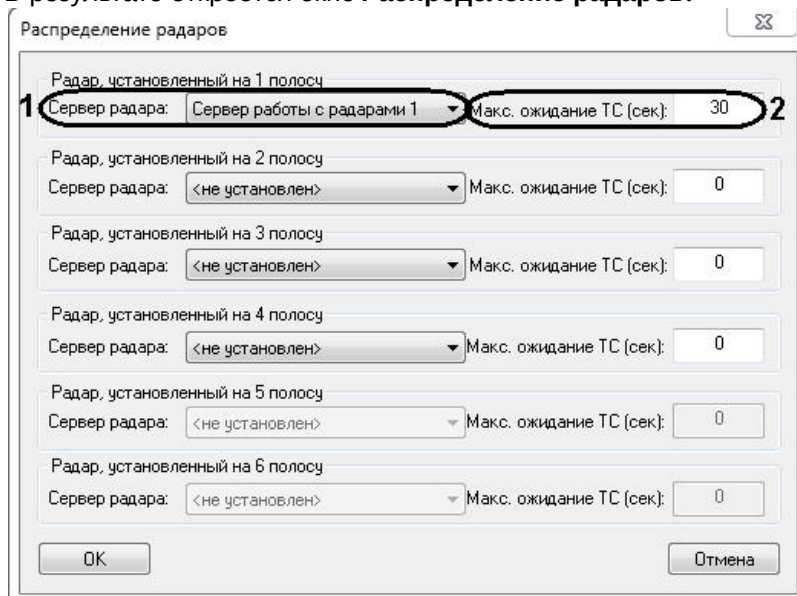 В результате откроется окно Распределение радаров.
Распределение радаров
Радар, установленный на 1 полосу
1 Сервер радара: Сервер работы с радарами 1 Макс. ожидание ТС (сек): 30 2
Радар, установленный на 2 полосу
Сервер радара: <не установлен> Макс. ожидание ТС (сек): 0
Радар, установленный на 3 полосу
Сервер радара: <не установлен> Макс. ожидание ТС (сек): 0
Радар, установленный на 4 полосу
Сервер радара: <не установлен> Макс. ожидание ТС (сек): 0
Радар, установленный на 5 полосу
Сервер радара: <не установлен> Макс. ожидание ТС (сек): 0
Радар, установленный на 6 полосу
Сервер радара: <не установлен> Макс. ожидание ТС (сек): 0
OK Отмена